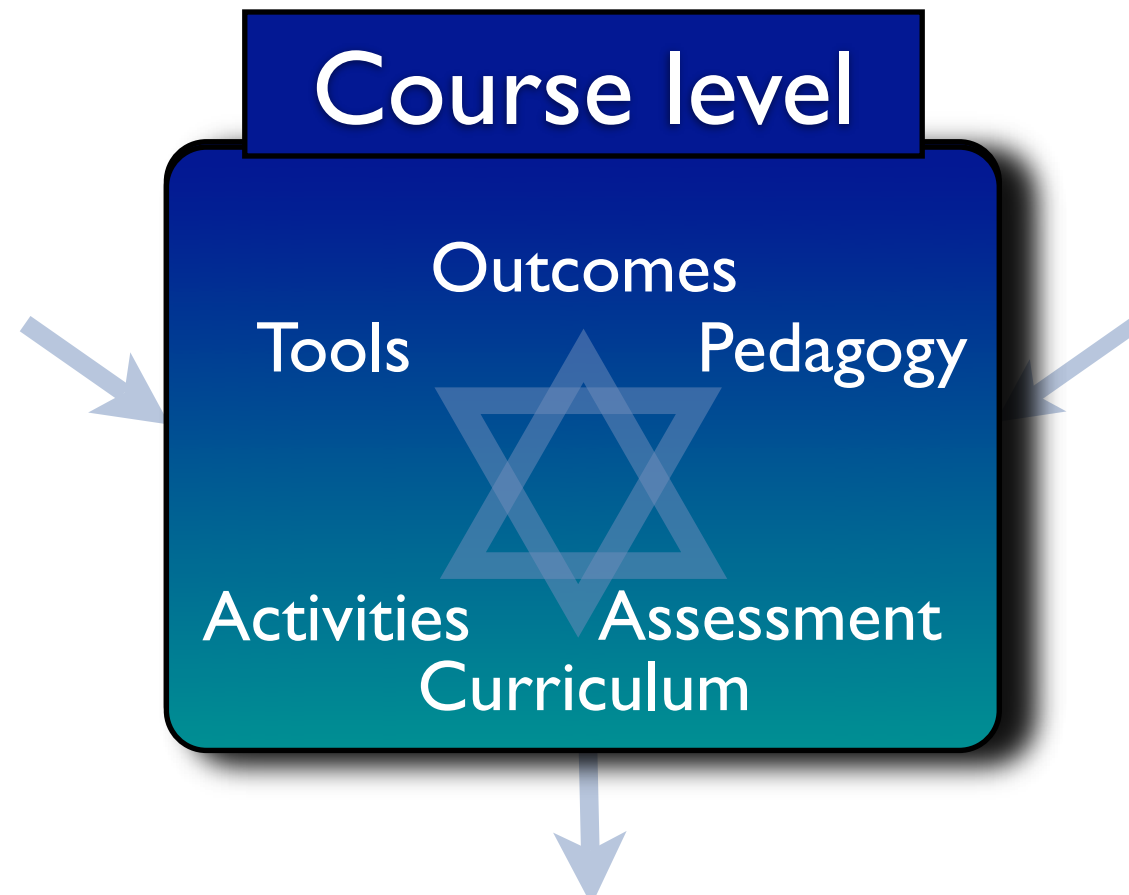 Course level
Outcomes
Tools Pedagogy
Activities Assessment
Curriculum